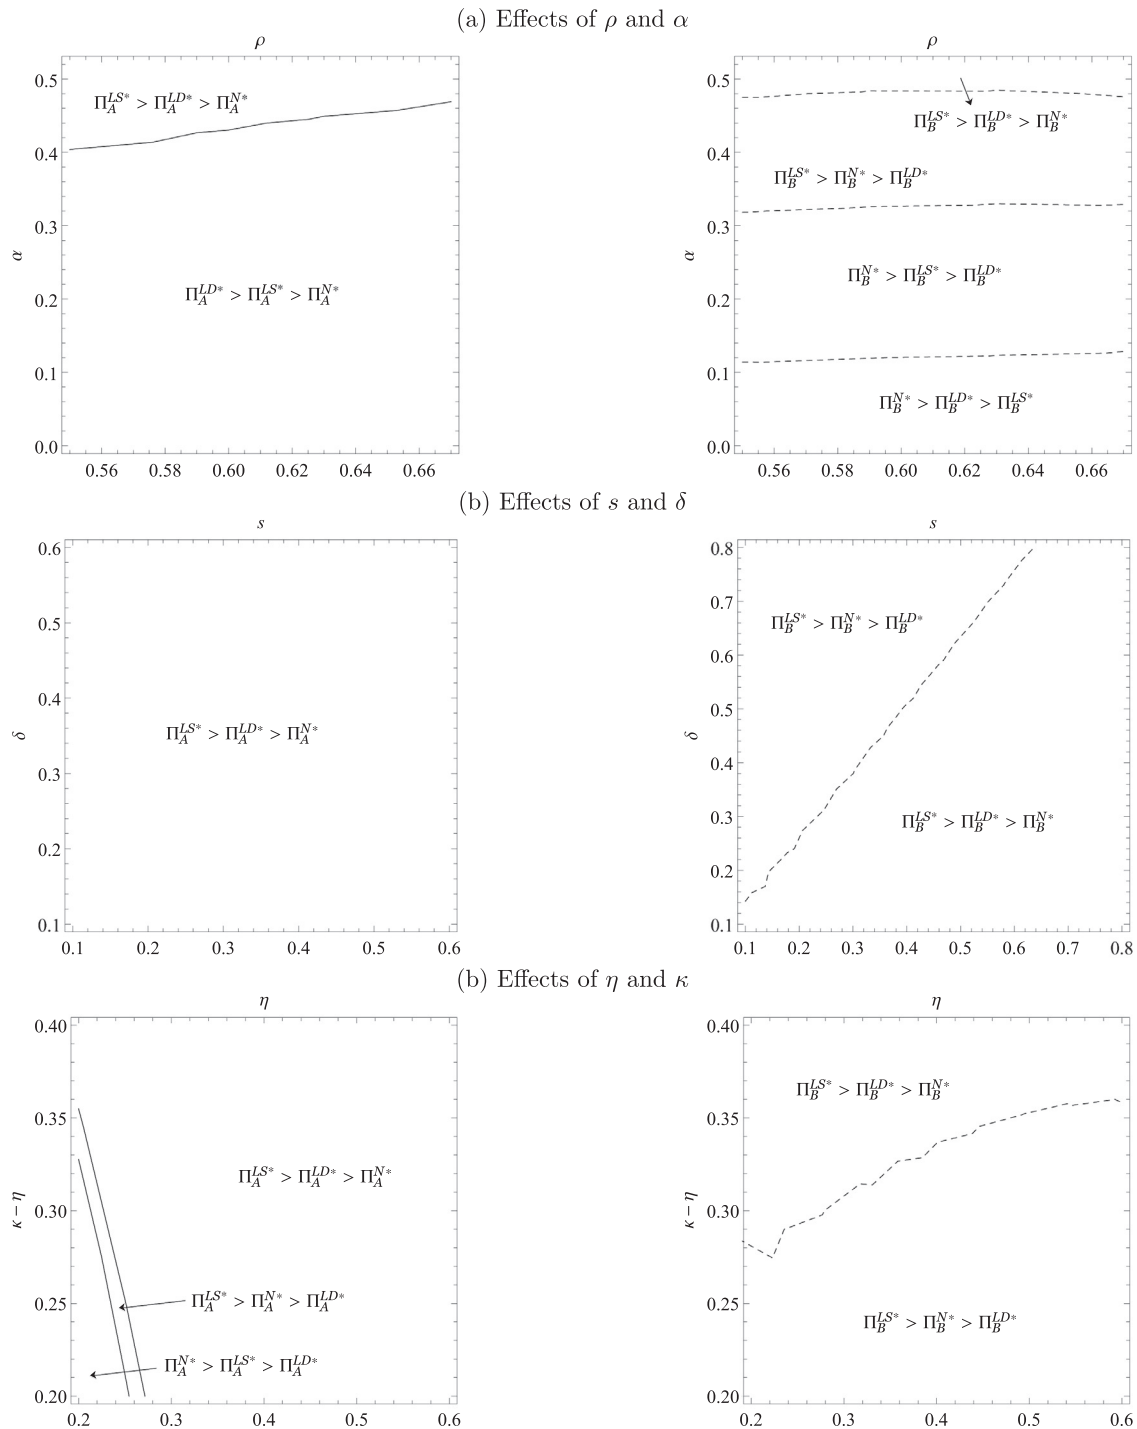 (a) Effects of ρ and α
ρ
0.5
0.4
0.3
0.2
0.1
0.0
α
Π_A^{LS*} > Π_A^{LD*} > Π_A^{N*}
Π_A^{LD*} > Π_A^{LS*} > Π_A^{N*}
0.56 0.58 0.60 0.62 0.64 0.66
ρ
0.5
0.4
0.3
0.2
0.1
0.0
α
Π_B^{LS*} > Π_B^{LD*} > Π_B^{N*}
Π_B^{LS*} > Π_B^{N*} > Π_B^{LD*}
Π_B^{N*} > Π_B^{LS*} > Π_B^{LD*}
Π_B^{N*} > Π_B^{LD*} > Π_B^{LS*}
0.56 0.58 0.60 0.62 0.64 0.66
(b) Effects of s and δ
s
0.6
0.5
0.4
0.3
0.2
0.1
δ
Π_A^{LS*} > Π_A^{LD*} > Π_A^{N*}
0.1 0.2 0.3 0.4 0.5 0.6
s
0.8
0.7
0.6
0.5
0.4
0.3
0.2
0.1
δ
Π_B^{LS*} > Π_B^{N*} > Π_B^{LD*}
Π_B^{LS*} > Π_B^{LD*} > Π_B^{N*}
0.1 0.2 0.3 0.4 0.5 0.6 0.7 0.8
(b) Effects of η and κ
η
0.40
0.35
0.30
0.25
0.20
κ − η
Π_A^{LS*} > Π_A^{LD*} > Π_A^{N*}
Π_A^{LS*} > Π_A^{N*} > Π_A^{LD*}
Π_A^{N*} > Π_A^{LS*} > Π_A^{LD*}
0.2 0.3 0.4 0.5 0.6
η
0.40
0.35
0.30
0.25
0.20
κ − η
Π_B^{LS*} > Π_B^{LD*} > Π_B^{N*}
Π_B^{LS*} > Π_B^{N*} > Π_B^{LD*}
0.2 0.3 0.4 0.5 0.6